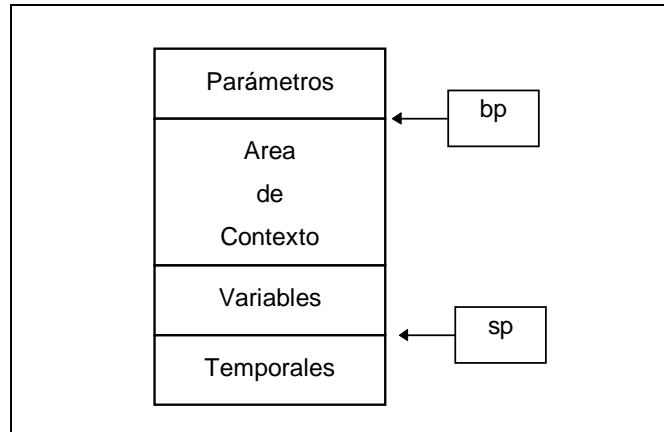 Parámetros
bp
Area
de
Contexto
Variables
sp
Temporales